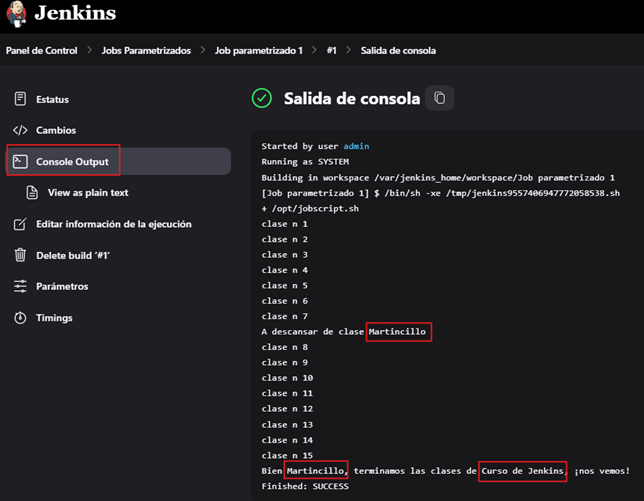 Jenkins
Panel de Control > Jobs Parametrizados > Job parametrizado 1 > #1 > Salida de consola
Estatus
Cambios
Console Output
View as plain text
Editar información de la ejecución
Delete build ‘#1’
Parámetros
Timings
Salida de consola
Started by user admin
Running as SYSTEM
Building in workspace /var/jenkins_home/workspace/Job parametrizado 1
[Job parametrizado 1] $ /bin/sh -xe /tmp/jenkins9557406947772058538.sh
+ /opt/jobscript.sh
clase n 1
clase n 2
clase n 3
clase n 4
clase n 5
clase n 6
clase n 7
A descansar de clase Martincillo
clase n 8
clase n 9
clase n 10
clase n 11
clase n 12
clase n 13
clase n 14
clase n 15
Bien Martincillo, terminamos las clases de Curso de Jenkins, ¡nos vemos!
Finished: SUCCESS